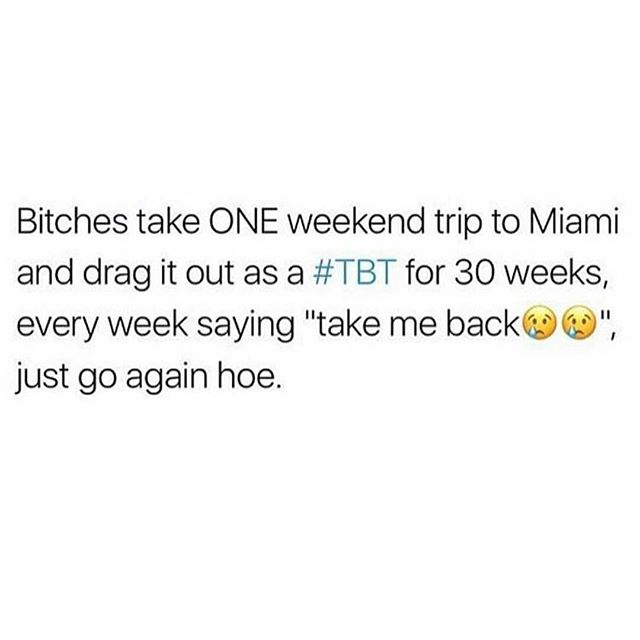 Bitches take ONE weekend trip to Miami
and drag it out as a #TBT for 30 weeks,
every week saying "take me back😢😢",
just go again hoe.